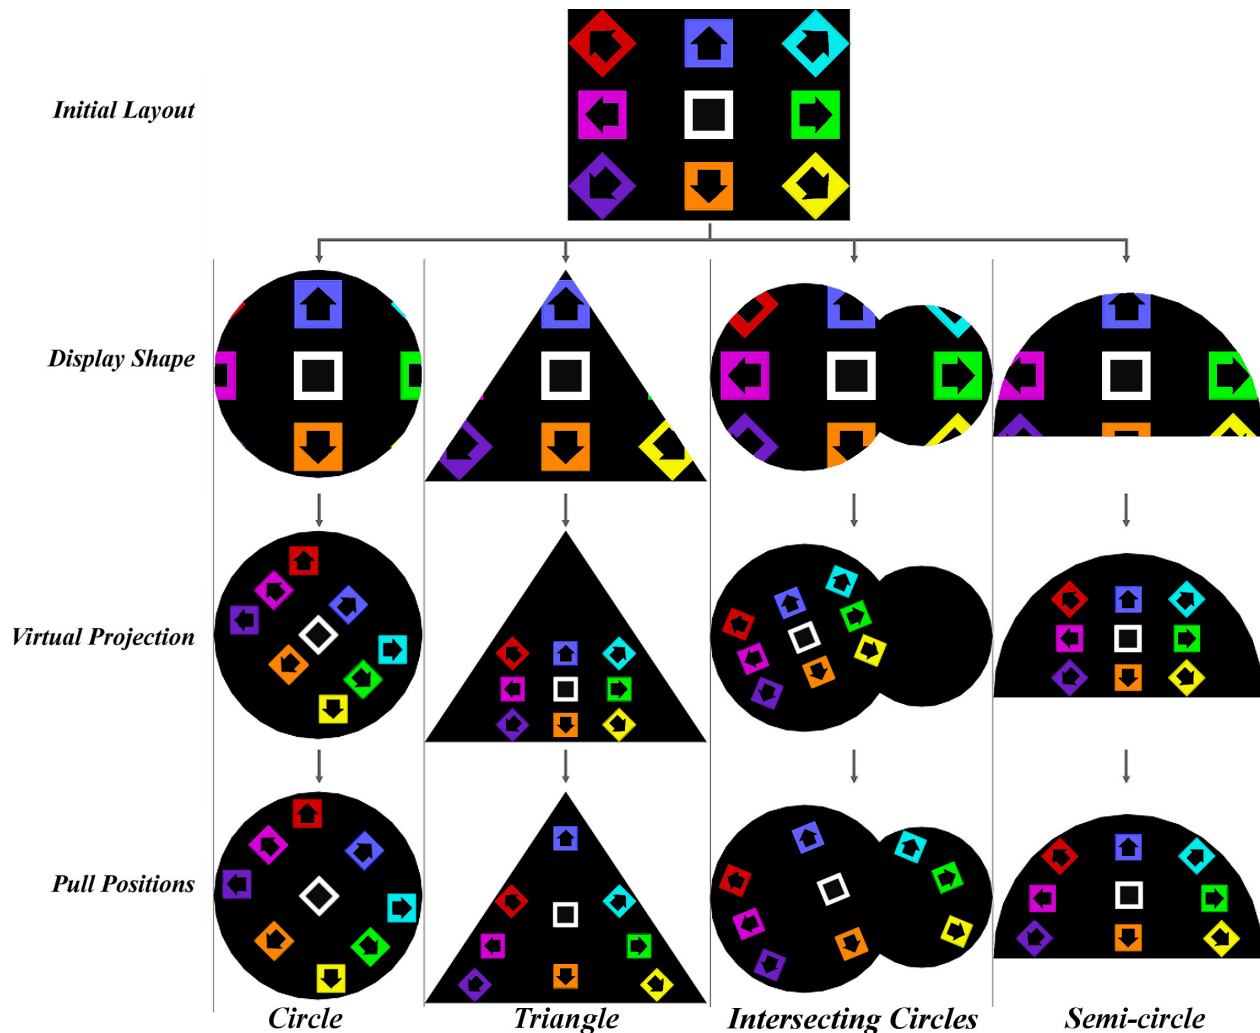 Initial Layout
Display Shape
Virtual Projection
Pull Positions
Circle
Triangle
Intersecting Circles
Semi-circle